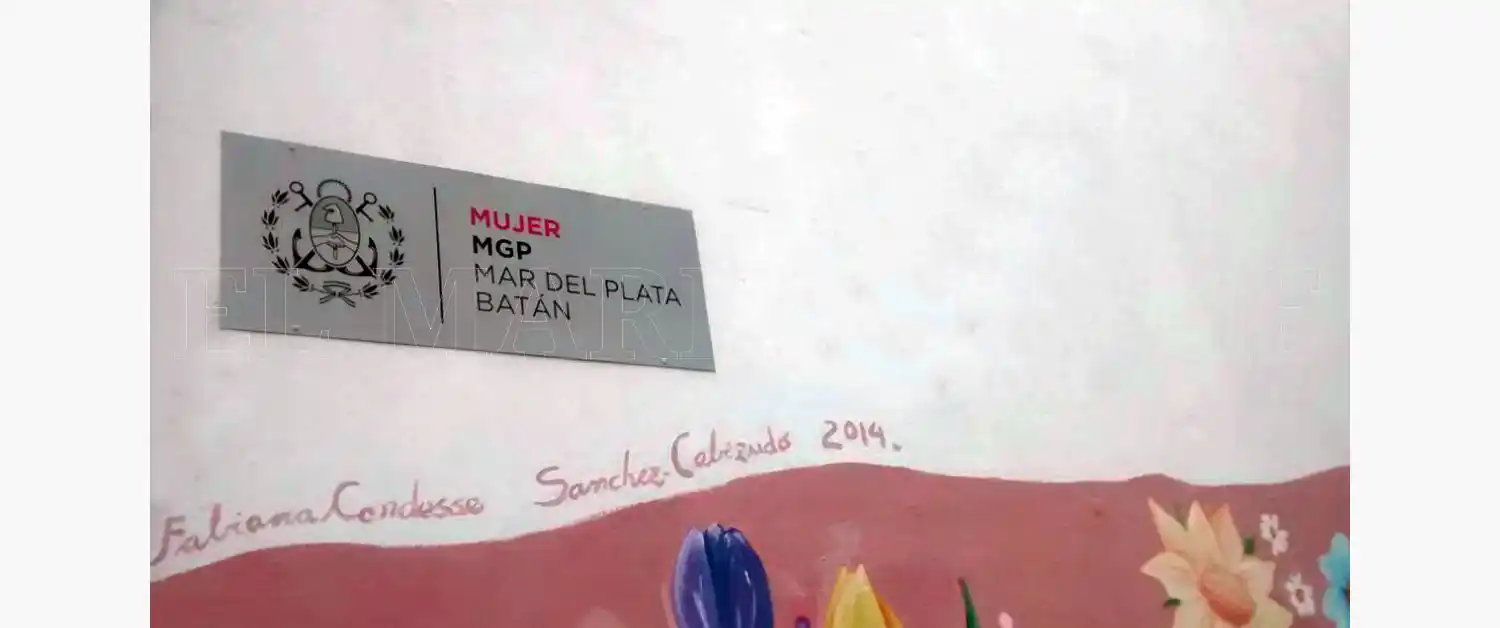 MUJER
MGP
MAR DEL PLATA
BATÁN
Fabiana Condesse Sanchez-Cabezudo 2014.